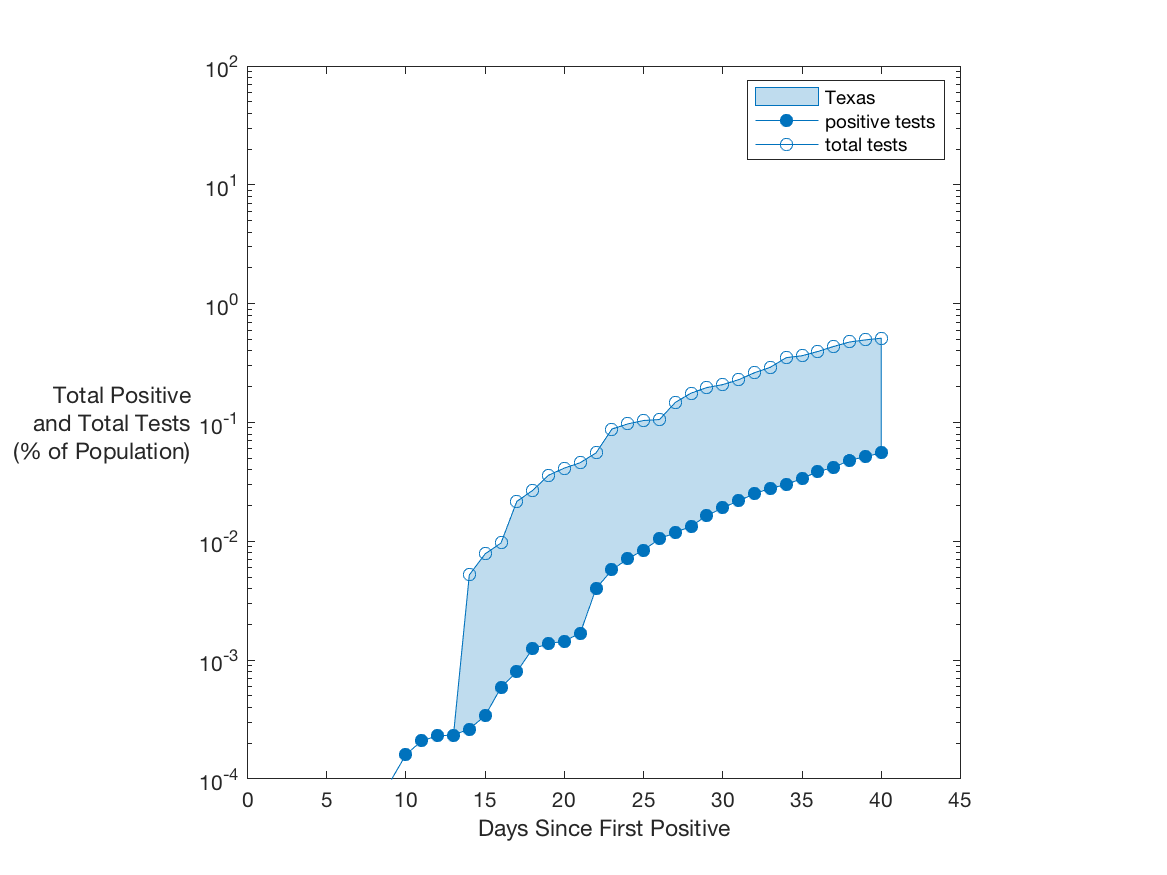 10^2
10^1
10^0
10^-1
10^-2
10^-3
10^-4
Total Positive
and Total Tests
(% of Population)
Texas
positive tests
total tests
0 5 10 15 20 25 30 35 40 45
Days Since First Positive